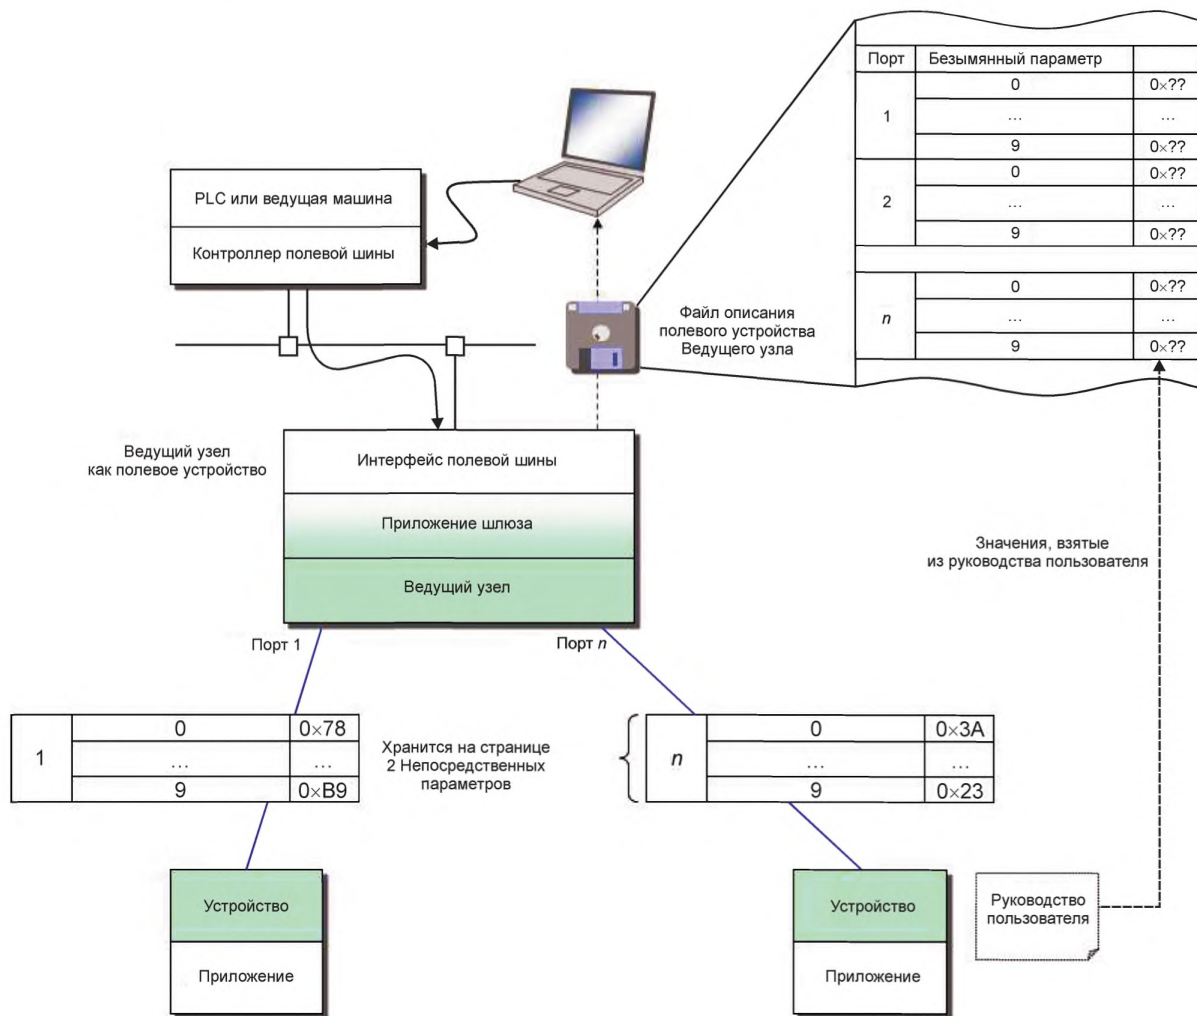 Порт Безымянный параметр
1
0 0×??
... ...
9 0×??
2
0 0×??
... ...
9 0×??
n
0 0×??
... ...
9 0×??
PLC или ведущая машина
Контроллер полевой шины
Файл описания
полевого устройства
Ведущего узла
Ведущий узел
как полевое устройство
Интерфейс полевой шины
Приложение шлюза
Ведущий узел
Значения, взятые
из руководства пользователя
Порт 1
Порт n
1
0 0×78
... ...
9 0×B9
Хранится на странице
2 Непосредственных
параметров
n
0 0×3A
... ...
9 0×23
Устройство
Приложение
Устройство
Приложение
Руководство
пользователя